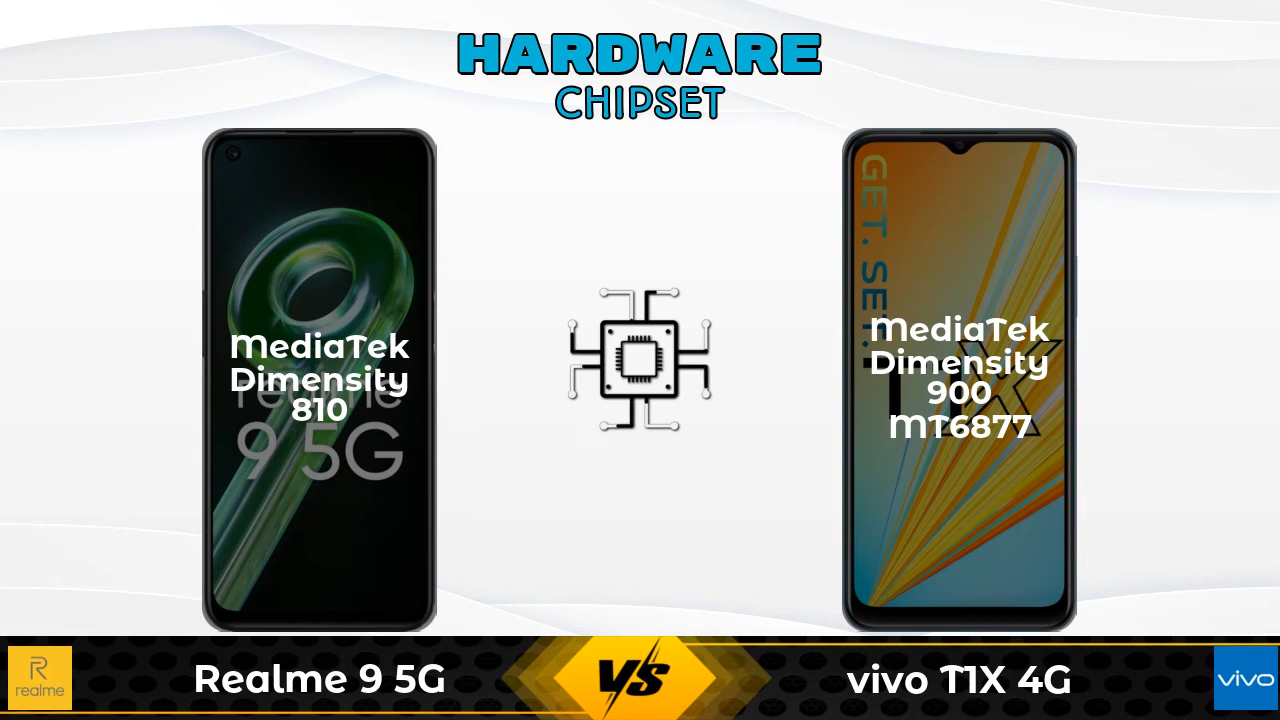 HARDWARE
CHIPSET
MediaTek
Dimensity
810
realme
9 5G
GET. SET.
T1X
MediaTek
Dimensity
900
MT6877
realme
Realme 9 5G
VS
vivo T1X 4G
vivo